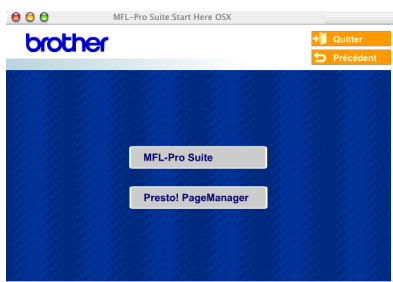 MFL-Pro Suite:Start Here OSX
brother
Quitter
Précédent
MFL-Pro Suite
Presto! PageManager